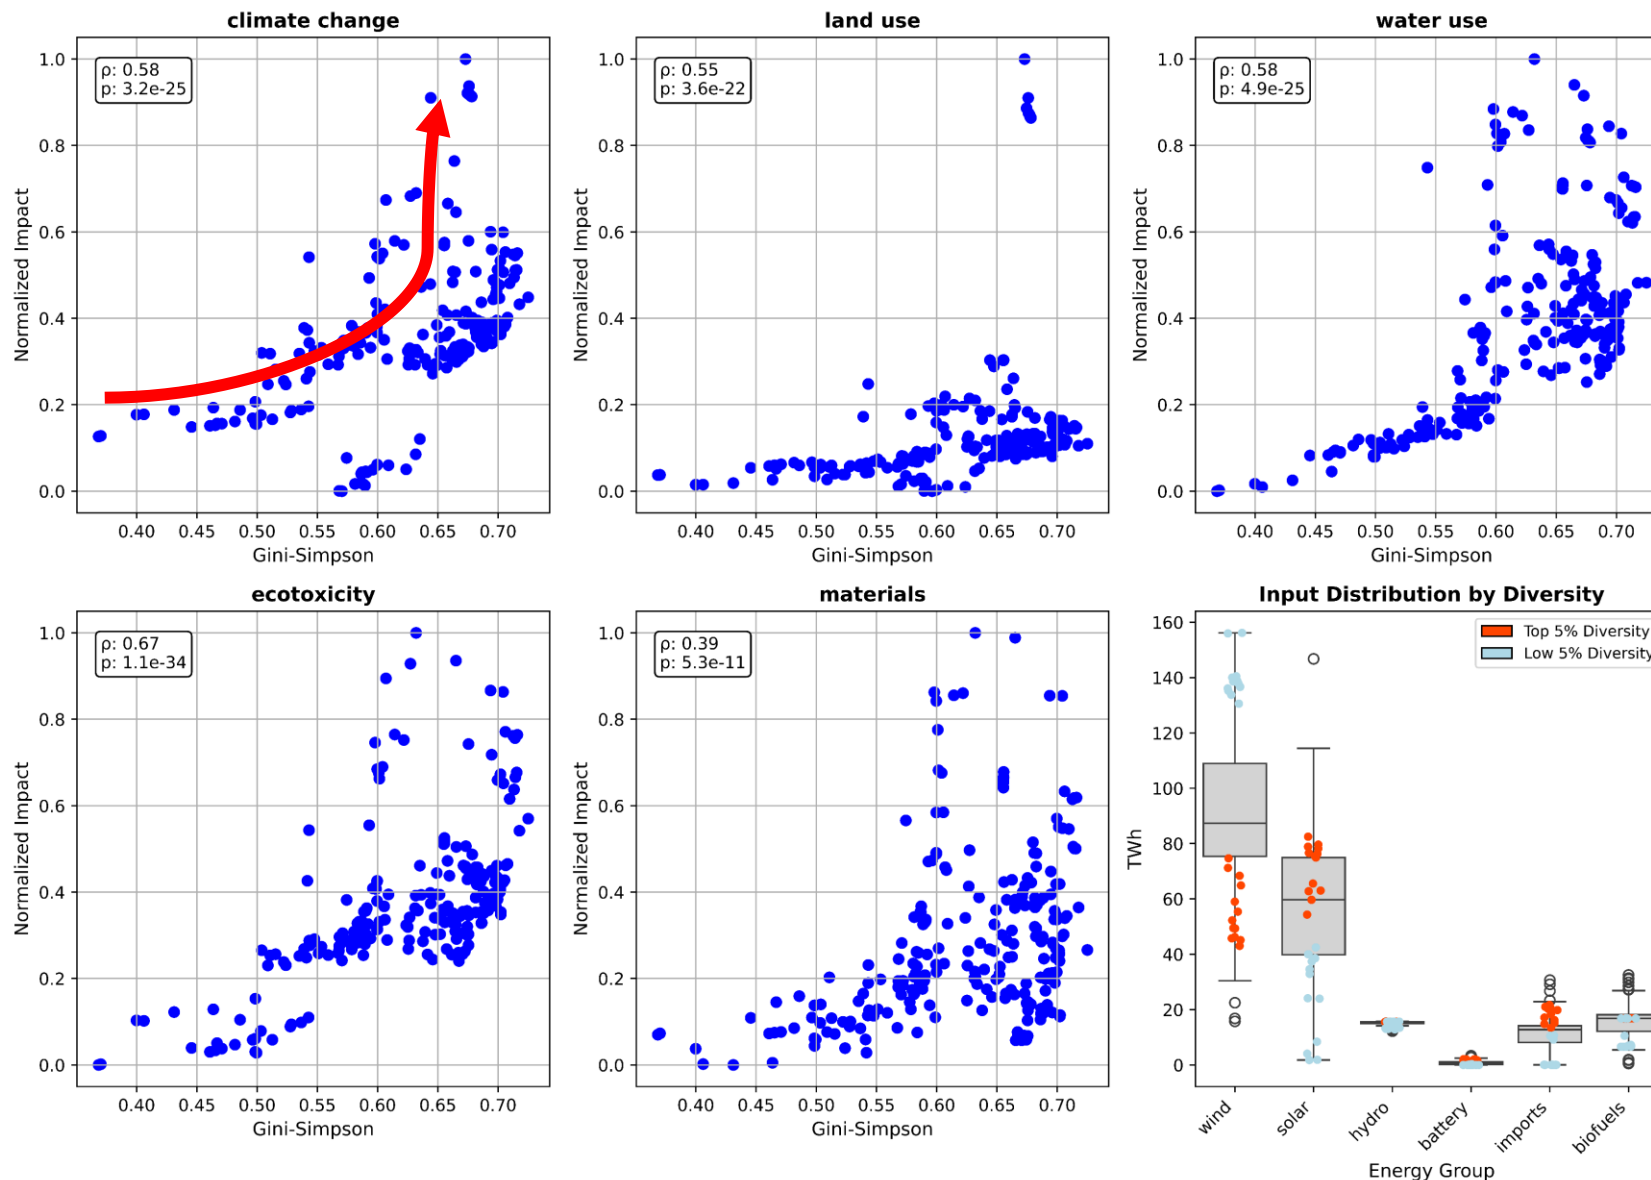 climate change
ρ: 0.58
p: 3.2e-25
Normalized Impact
1.0
0.8
0.6
0.4
0.2
0.0
0.40 0.45 0.50 0.55 0.60 0.65 0.70
Gini-Simpson
land use
ρ: 0.55
p: 3.6e-22
Normalized Impact
1.0
0.8
0.6
0.4
0.2
0.0
0.40 0.45 0.50 0.55 0.60 0.65 0.70
Gini-Simpson
water use
ρ: 0.58
p: 4.9e-25
Normalized Impact
1.0
0.8
0.6
0.4
0.2
0.0
0.40 0.45 0.50 0.55 0.60 0.65 0.70
Gini-Simpson
ecotoxicity
ρ: 0.67
p: 1.1e-34
Normalized Impact
1.0
0.8
0.6
0.4
0.2
0.0
0.40 0.45 0.50 0.55 0.60 0.65 0.70
Gini-Simpson
materials
ρ: 0.39
p: 5.3e-11
Normalized Impact
1.0
0.8
0.6
0.4
0.2
0.0
0.40 0.45 0.50 0.55 0.60 0.65 0.70
Gini-Simpson
Input Distribution by Diversity
Top 5% Diversity
Low 5% Diversity
TWh
160
140
120
100
80
60
40
20
0
wind solar hydro battery imports biofuels
Energy Group